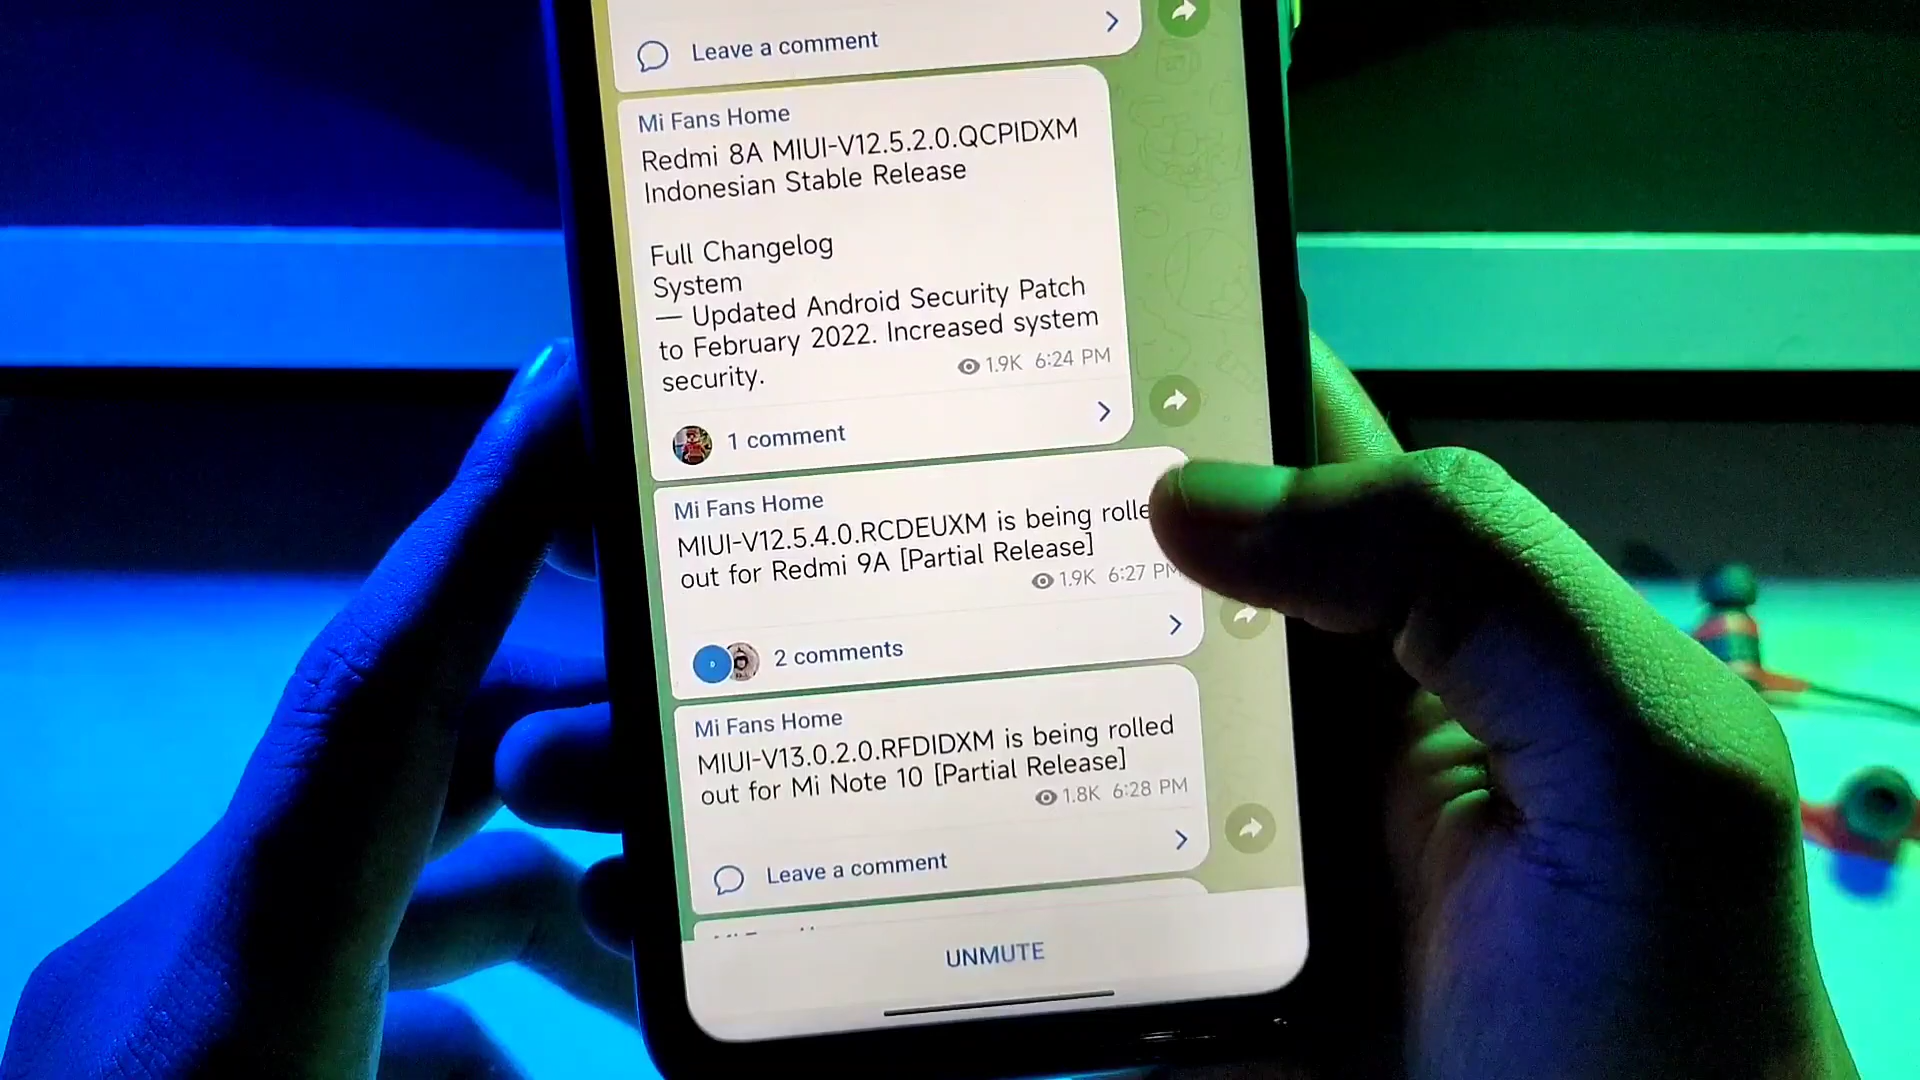 Leave a comment
Mi Fans Home
Redmi 8A MIUI-V12.5.2.0.QCPIDXM
Indonesian Stable Release
Full Changelog
System
— Updated Android Security Patch
to February 2022. Increased system
security.
1.9K 6:24 PM
1 comment
Mi Fans Home
MIUI-V12.5.4.0.RCDEUXM is being rolle
out for Redmi 9A [Partial Release]
1.9K 6:27 PM
2 comments
Mi Fans Home
MIUI-V13.0.2.0.RFDIDXM is being rolled
out for Mi Note 10 [Partial Release]
1.8K 6:28 PM
Leave a comment
UNMUTE